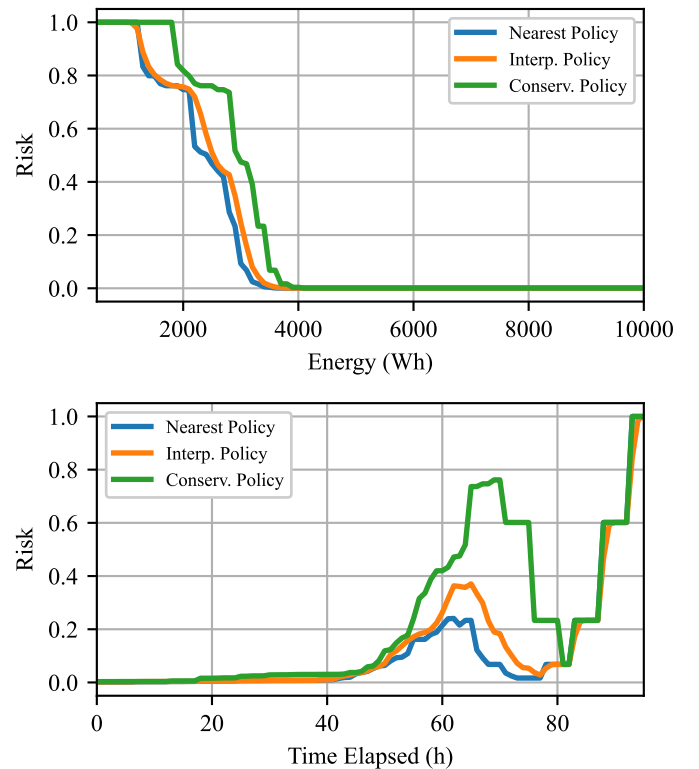 1.0
0.8
0.6
0.4
0.2
0.0
Risk
Nearest Policy
Interp. Policy
Conserv. Policy
2000
4000
6000
8000
10000
Energy (Wh)
1.0
0.8
0.6
0.4
0.2
0.0
Risk
Nearest Policy
Interp. Policy
Conserv. Policy
0
20
40
60
80
Time Elapsed (h)